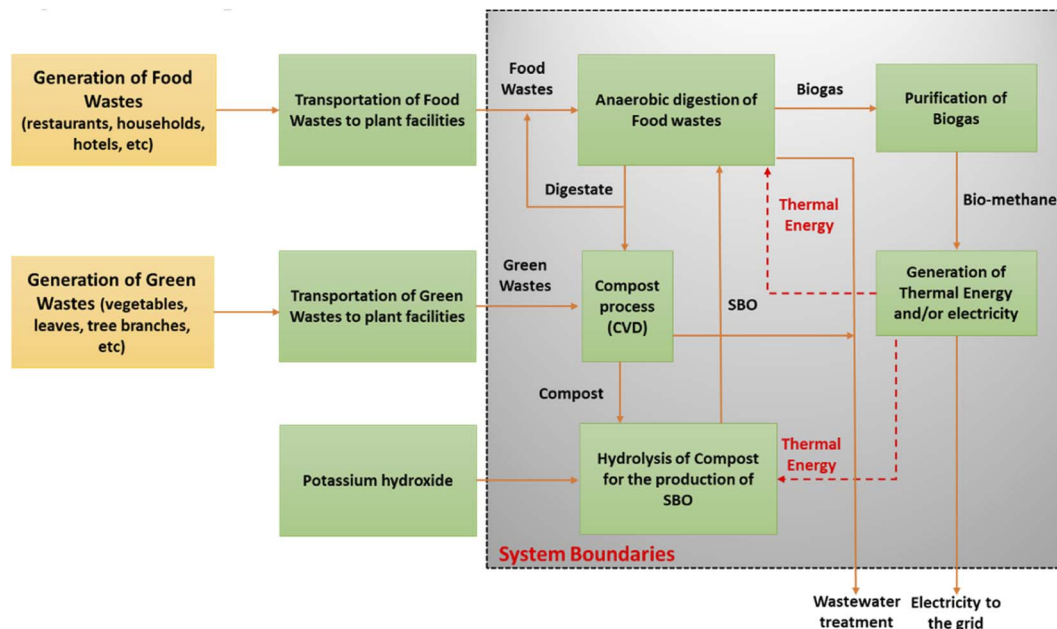 Generation of Food
Wastes
(restaurants, households,
hotels, etc)
Transportation of Food
Wastes to plant facilities
Food
Wastes
Anaerobic digestion of
Food wastes
Biogas
Purification of
Biogas
Digestate
Thermal
Energy
Bio-methane
Generation of Green
Wastes (vegetables,
leaves, tree branches,
etc)
Transportation of Green
Wastes to plant facilities
Green
Wastes
Compost
process
(CVD)
SBO
Generation of
Thermal Energy
and/or electricity
Compost
Potassium hydroxide
Hydrolysis of Compost
for the production of
SBO
Thermal
Energy
System Boundaries
Wastewater
treatment
Electricity to
the grid